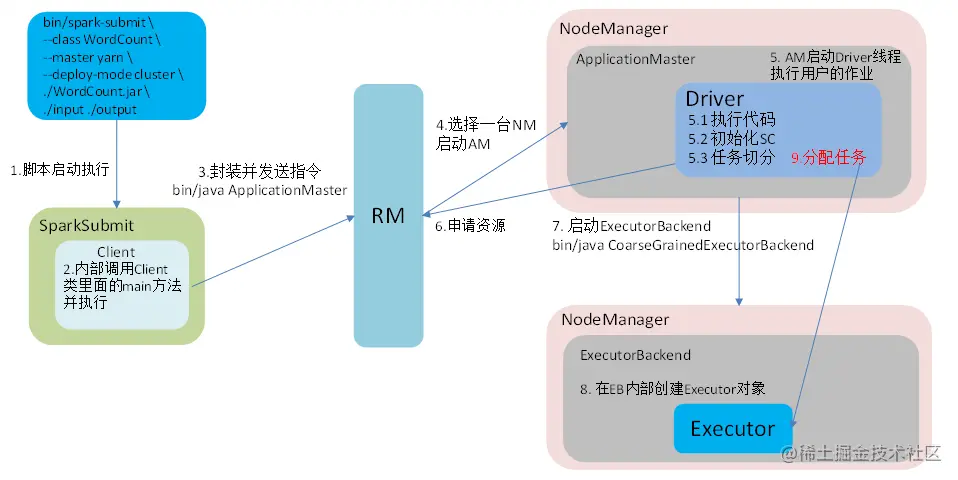 bin/spark-submit \
--class WordCount \
--master yarn \
--deploy-mode cluster \
./WordCount.jar \
./input ./output
1.脚本启动执行
SparkSubmit
Client
2.内部调用Client
类里面的main方法
并执行
3.封装并发送指令
bin/java ApplicationMaster
RM
4.选择一台NM
启动AM
6.申请资源
NodeManager
ApplicationMaster
5. AM启动Driver线程
执行用户的作业
Driver
5.1 执行代码
5.2 初始化SC
5.3 任务切分
9.分配任务
7. 启动ExecutorBackend
bin/java CoarseGrainedExecutorBackend
NodeManager
ExecutorBackend
8. 在EB内部创建Executor对象
Executor
@稀土掘金技术社区